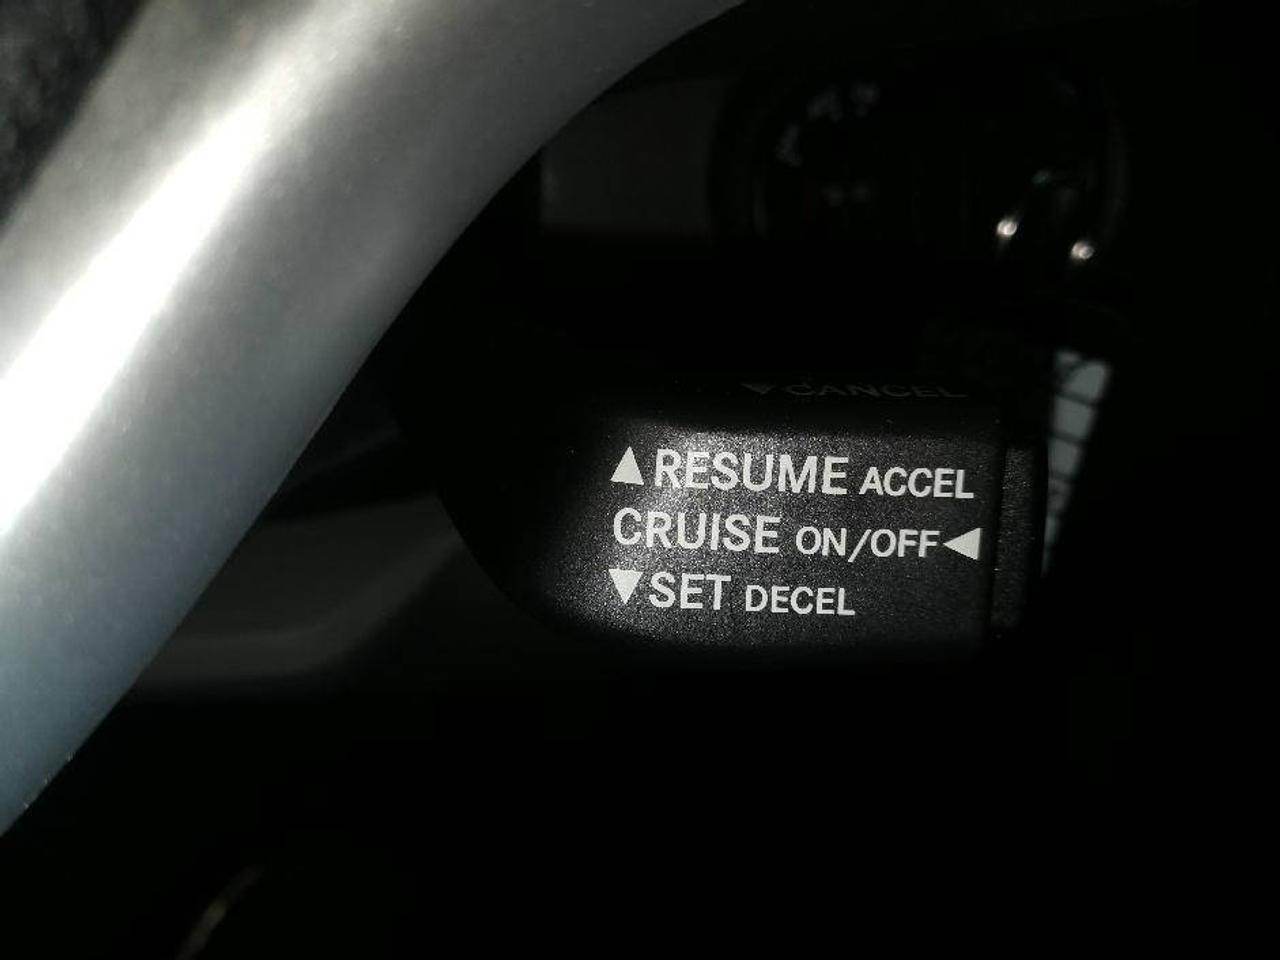 ▼ CANCEL
▲ RESUME ACCEL
CRUISE ON/OFF ◀
▼ SET DECEL